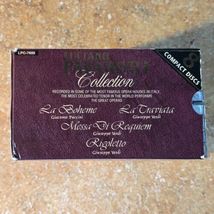 LPC-7689
COMPACT DISCS
Collection
RECORDED IN SOME OF THE MOST FAMOUS OPERA HOUSES IN ITALY,
THE MOST CELEBRATED TENOR IN THE WORLD PERFORMS
THE GREAT OPERAS
La Boheme
Giacomo Puccini
La Traviata
Giuseppe Verdi
Messa Di Requiem
Giuseppe Verdi
Rigoletto
Giuseppe Verdi